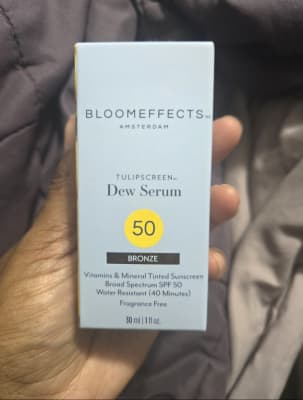 BLOOMEFFECTS
AMSTERDAM
TULIPSCREEN™
Dew Serum
50
BRONZE
Vitamins & Mineral Tinted Sunscreen
Broad Spectrum SPF 50
Water Resistant (40 Minutes)
Fragrance Free
30 ml | 1 fl oz.